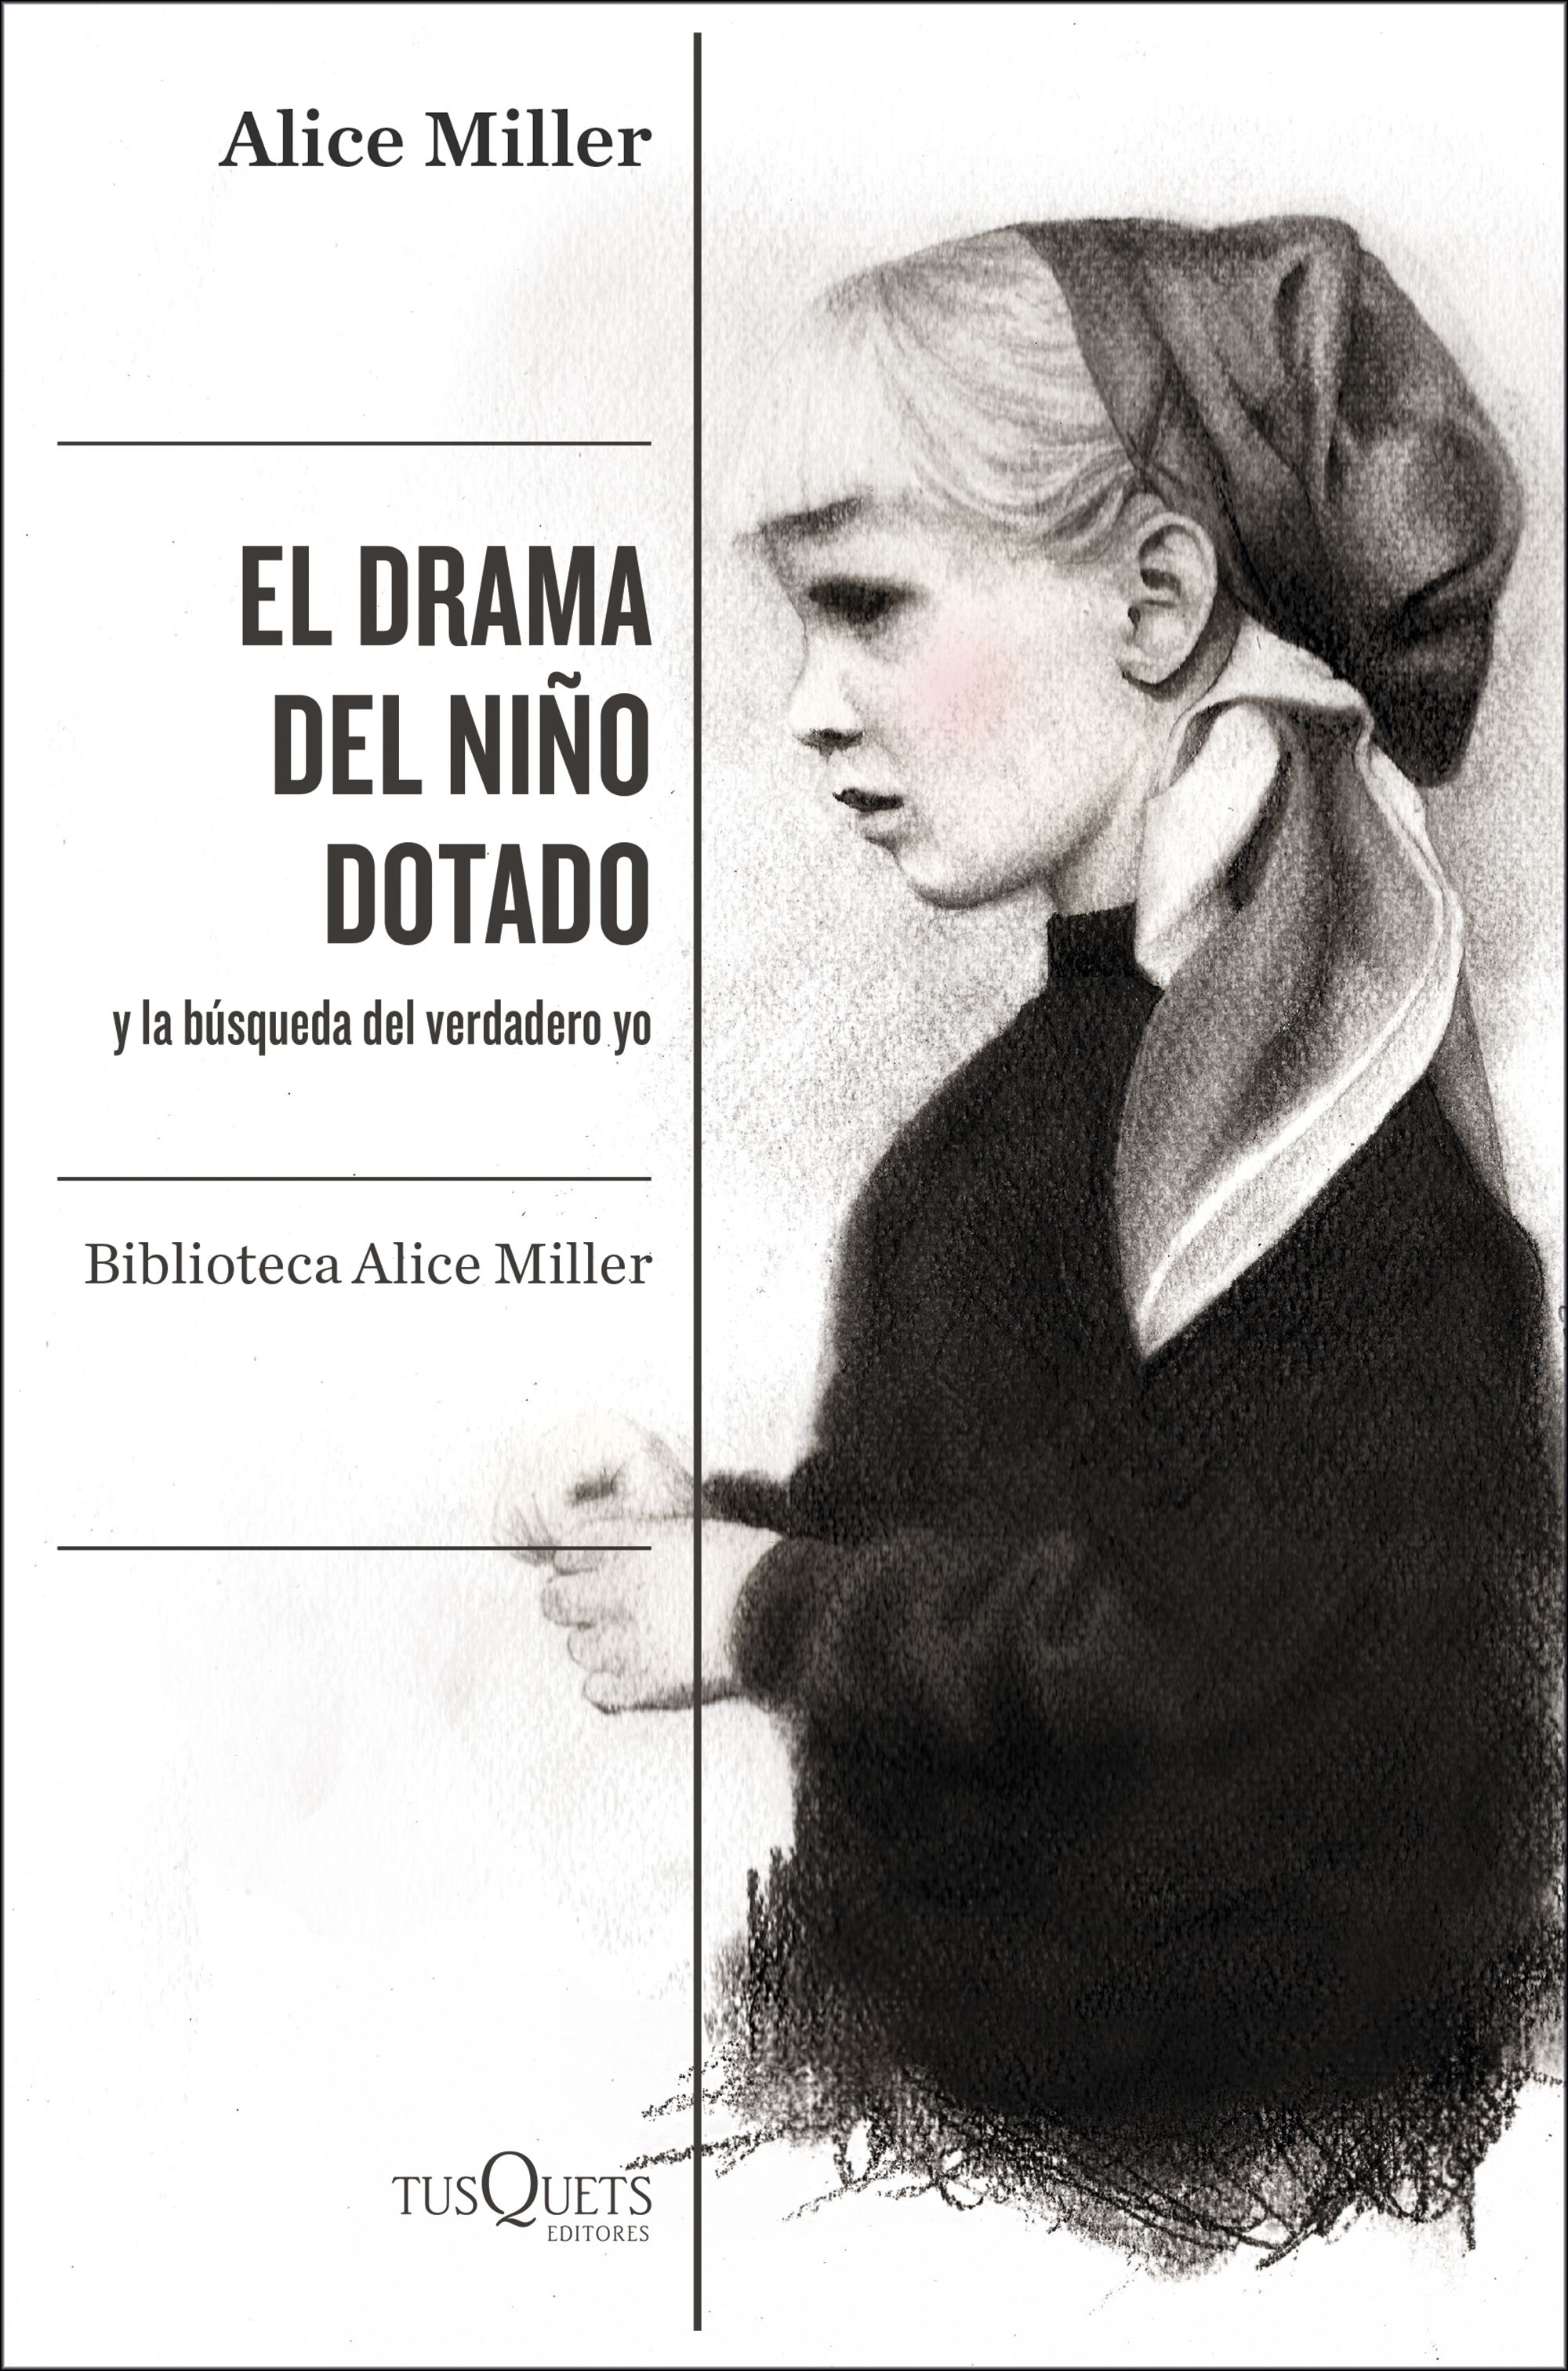 Alice Miller
EL DRAMA
DEL NIÑO
DOTADO
y la búsqueda del verdadero yo
Biblioteca Alice Miller
TUSQUETS
EDITORES